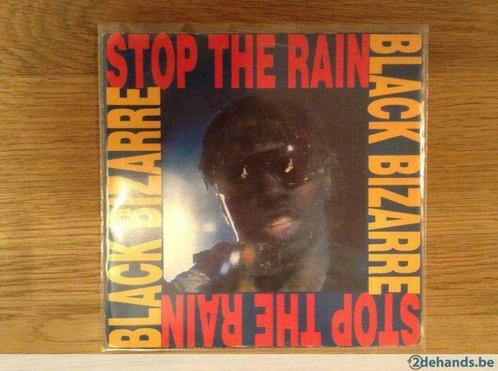 STOP THE RAIN
BLACK BIZARRE
BLACK BIZARRE
STOP THE RAIN
2dehands.be